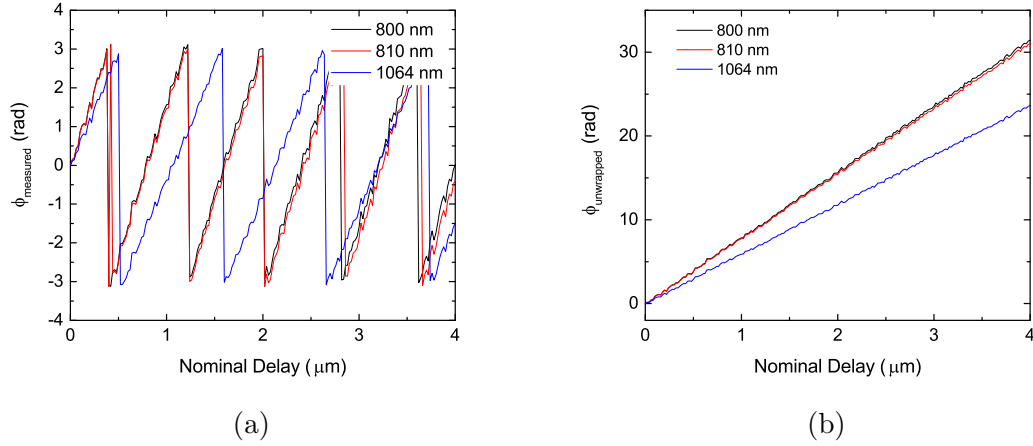 800 nm
810 nm
1064 nm
4
3
2
1
0
-1
-2
-3
-4
ϕmeasured (rad)
0 1 2 3 4
Nominal Delay (μm)
(a)
800 nm
810 nm
1064 nm
30
20
10
0
ϕunwrapped (rad)
0 1 2 3 4
Nominal Delay (μm)
(b)